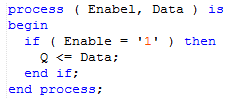 process ( Enabel, Data ) is
begin
if ( Enable = '1' ) then
Q <= Data;
end if;
end process;